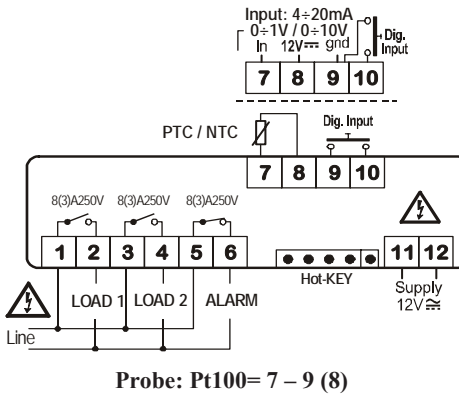 Input: 4÷20mA
0÷1V / 0÷10V
In 12V⎓ gnd
Dig. Input
7 8 9 10
PTC / NTC
Dig. Input
7 8 9 10
8(3)A250V 8(3)A250V 8(3)A250V
1 2 3 4 5 6
Hot-KEY
11 12
Supply
12V≂
LOAD 1 LOAD 2 ALARM
Line
Probe: Pt100= 7 – 9 (8)